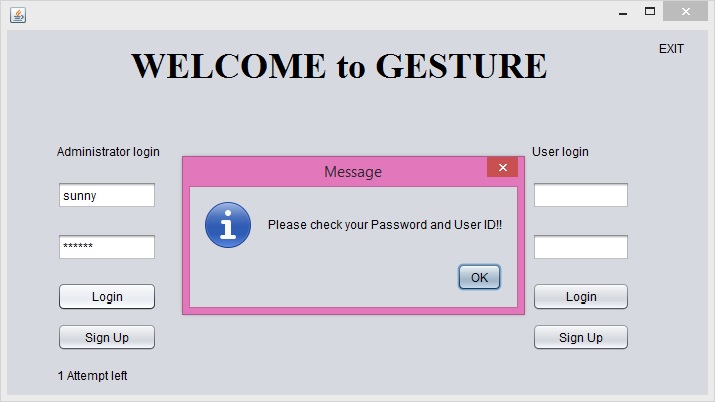 EXIT
WELCOME to GESTURE
Administrator login
User login
Message
sunny
******
Please check your Password and User ID!!
OK
Login
Login
Sign Up
Sign Up
1 Attempt left